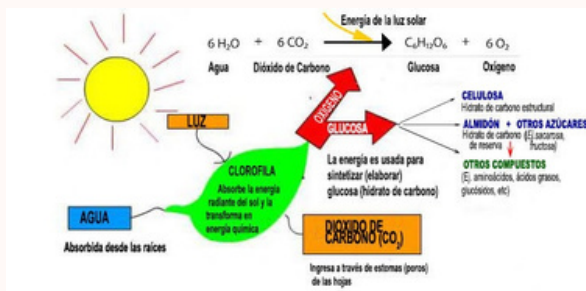 Energía de la luz solar
6 H2O + 6 CO2 C6H12O6 + 6 O2
Agua Dióxido de Carbono Glucosa Oxígeno
LUZ
OXIGENO
GLUCOSA
CELULOSA
Hidrato de carbono estructural
ALMIDÓN + OTROS AZÚCARES
Hidrato de carbono (Ej.sacarosa,
de reserva fructosa)
OTROS COMPUESTOS
(Ej. aminoácidos, ácidos grasos,
glucósidos, etc)
CLOROFILA
Absorbe la energía
radiante del sol y la
transforma en
energía química
La energía es usada para
sintetizar (elaborar)
glucosa (hidrato de carbono)
AGUA
Absorbida desde las raíces
DIOXIDO DE
CARBONO (CO2)
Ingresa a través de estomas (poros)
de las hojas